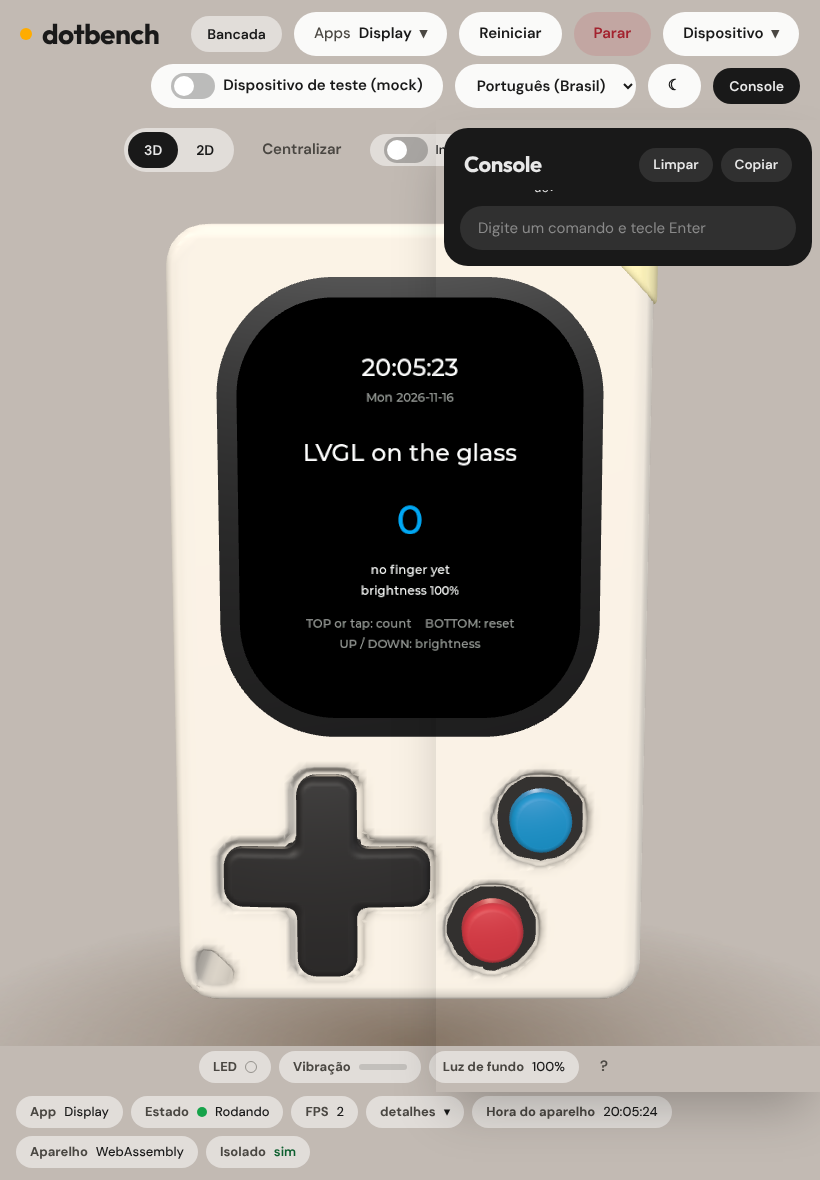 dotbench
Bancada
Apps Display ▼
Reiniciar
Parar
Dispositivo ▼
Dispositivo de teste (mock)
Português (Brasil)
Console
3D
2D
Centralizar
Console
Limpar
Copiar
Digite um comando e tecle Enter
20:05:23
Mon 2026-11-16
LVGL on the glass
0
no finger yet
brightness 100%
TOP or tap: count BOTTOM: reset
UP / DOWN: brightness
LED
Vibração
Luz de fundo 100%
?
App Display
Estado Rodando
FPS 2
detalhes ▼
Hora do aparelho 20:05:24
Aparelho WebAssembly
Isolado sim